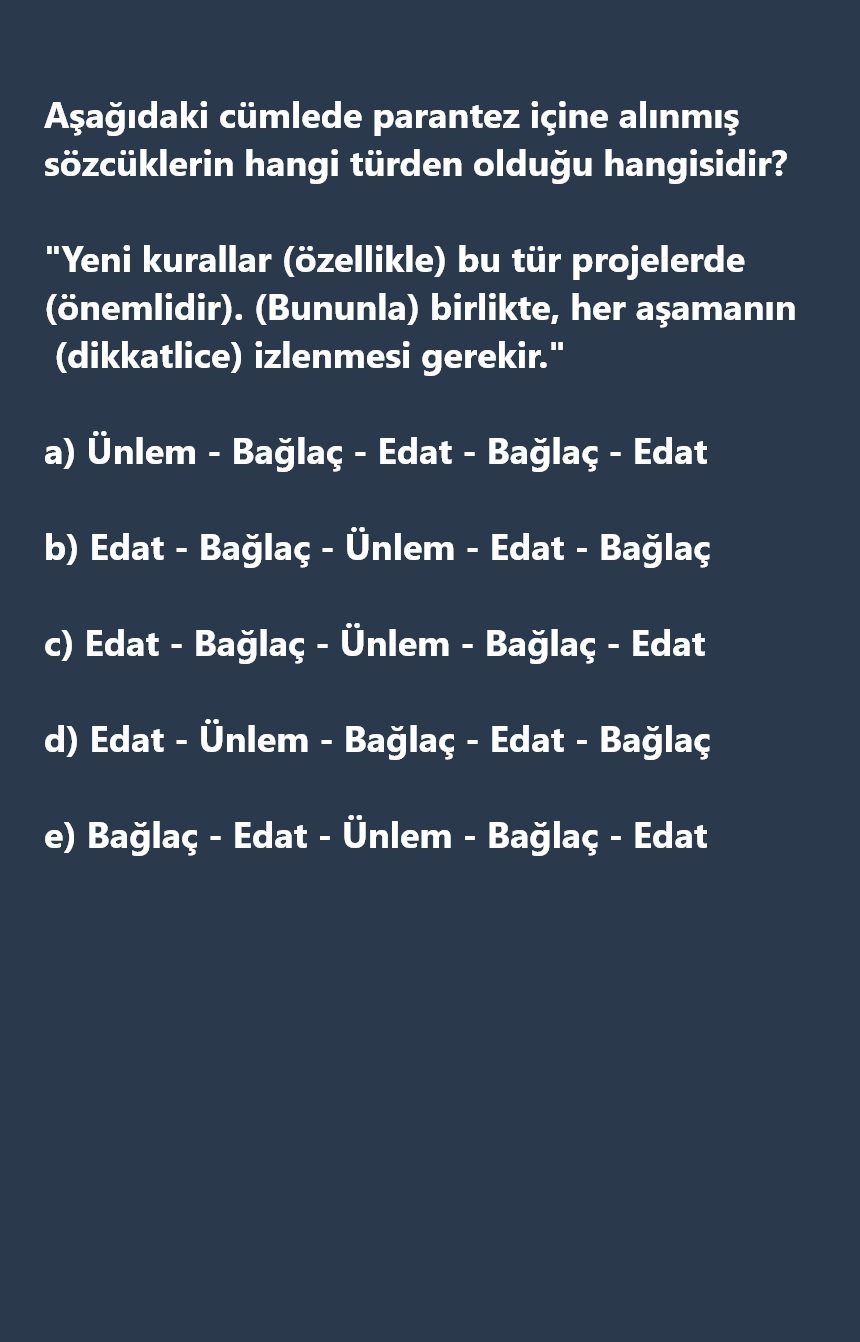 Aşağıdaki cümlede parantez içine alınmış
sözcüklerin hangi türden olduğu hangisidir?
"Yeni kurallar (özellikle) bu tür projelerde
(önemlidir). (Bununla) birlikte, her aşamanın
(dikkatlice) izlenmesi gerekir."
a) Ünlem - Bağlaç - Edat - Bağlaç - Edat
b) Edat - Bağlaç - Ünlem - Edat - Bağlaç
c) Edat - Bağlaç - Ünlem - Bağlaç - Edat
d) Edat - Ünlem - Bağlaç - Edat - Bağlaç
e) Bağlaç - Edat - Ünlem - Bağlaç - Edat